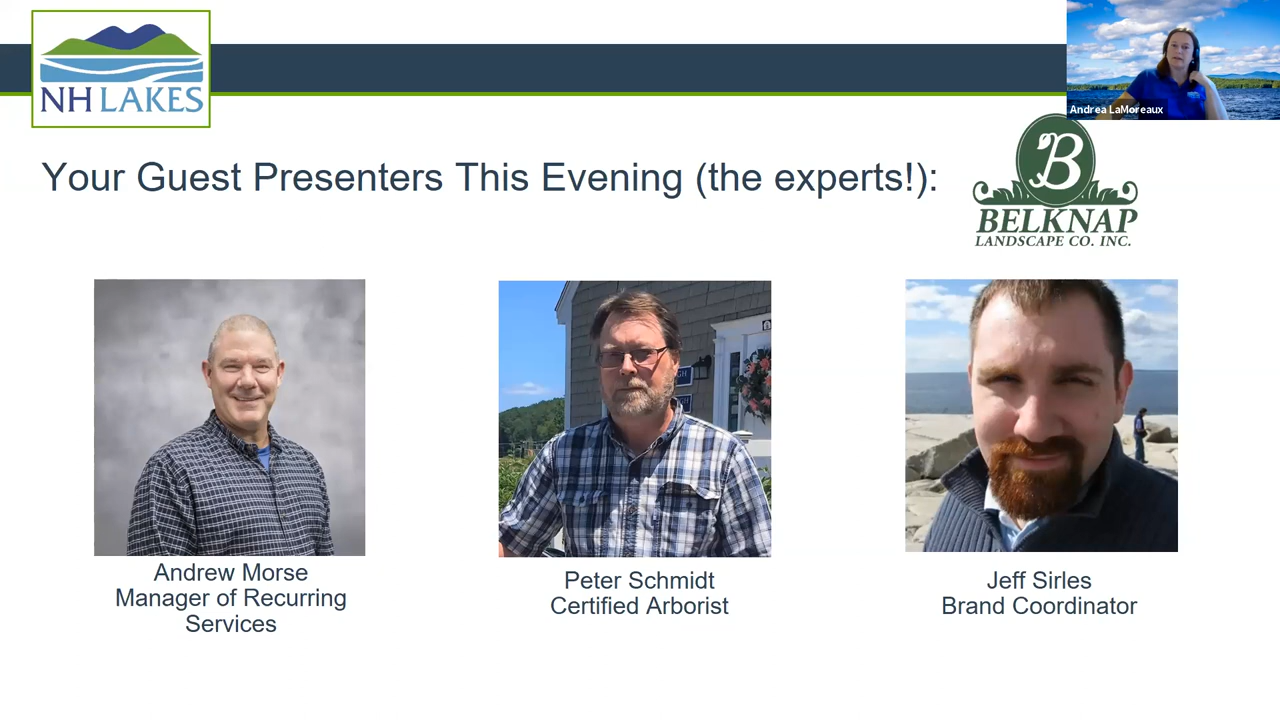 NH LAKES
Andrea LaMoreaux
Your Guest Presenters This Evening (the experts!):
B
BELKNAP
LANDSCAPE CO. INC.
Andrew Morse
Manager of Recurring
Services
Peter Schmidt
Certified Arborist
Jeff Sirles
Brand Coordinator